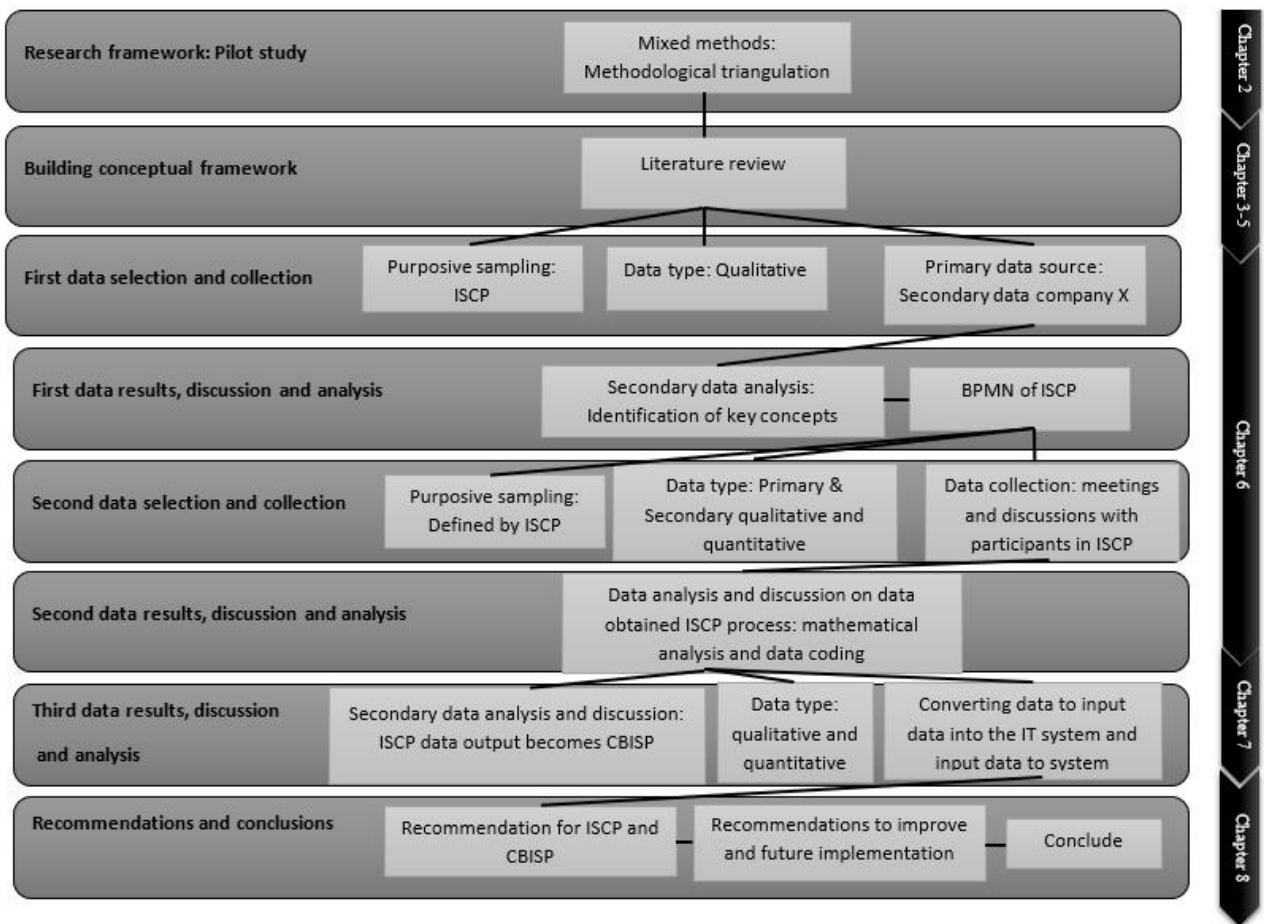 Research framework: Pilot study
Mixed methods:
Methodological triangulation
Chapter 2
Building conceptual framework
Literature review
Chapter 3-5
First data selection and collection
Purposive sampling:
ISCP
Data type: Qualitative
Primary data source:
Secondary data company X
First data results, discussion and analysis
Secondary data analysis:
Identification of key concepts
BPMN of ISCP
Chapter 6
Second data selection and collection
Purposive sampling:
Defined by ISCP
Data type: Primary &
Secondary qualitative and
quantitative
Data collection: meetings
and discussions with
participants in ISCP
Second data results, discussion and analysis
Data analysis and discussion on data
obtained ISCP process: mathematical
analysis and data coding
Third data results, discussion
and analysis
Secondary data analysis and discussion:
ISCP data output becomes CBISP
Data type:
qualitative and
quantitative
Converting data to input
data into the IT system and
input data to system
Chapter 7
Recommendations and conclusions
Recommendation for ISCP and
CBISP
Recommendations to improve
and future implementation
Conclude
Chapter 8